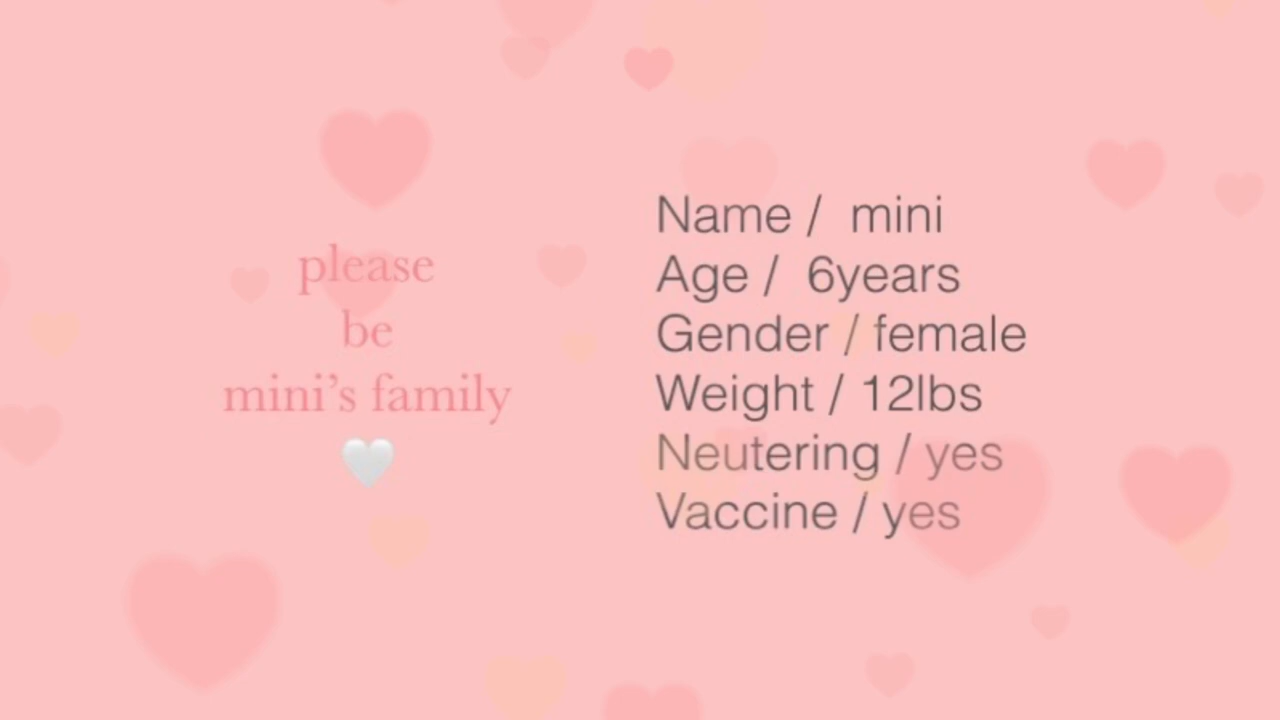 please
be
mini's family
Name / mini
Age / 6years
Gender / female
Weight / 12lbs
Neutering / yes
Vaccine / yes